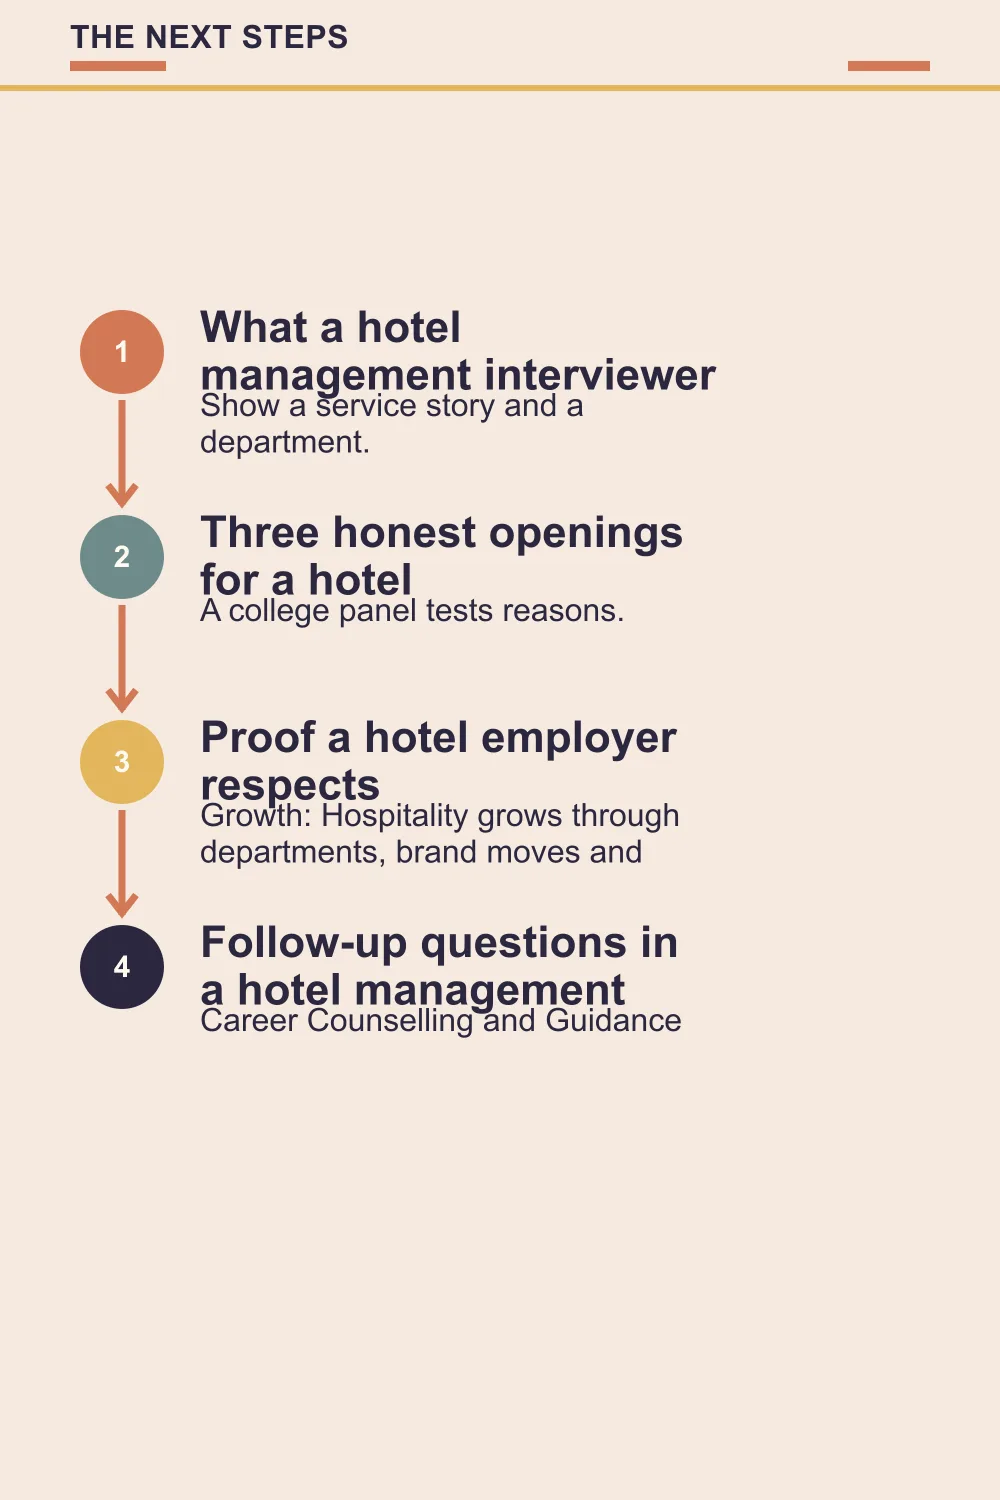 THE NEXT STEPS
1
What a hotel
management interviewer
Show a service story and a
department.
2
Three honest openings
for a hotel
A college panel tests reasons.
3
Proof a hotel employer
respects
Growth: Hospitality grows through
departments, brand moves and
4
Follow-up questions in
a hotel management
Career Counselling and Guidance